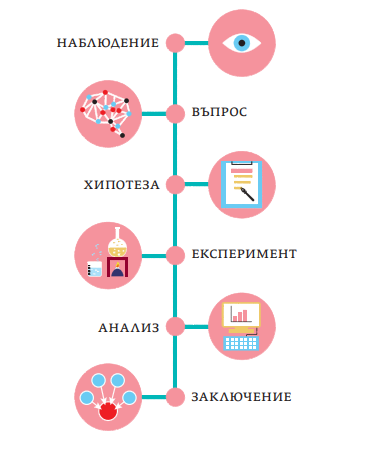 НАБЛЮДЕНИЕ
ВЪПРОС
ХИПОТЕЗА
ЕКСПЕРИМЕНТ
АНАЛИЗ
ЗАКЛЮЧЕНИЕ